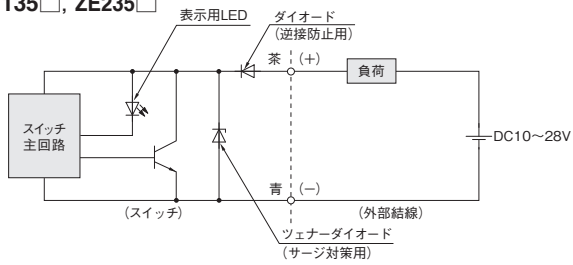 T35□, ZE235□
表示用LED
ダイオード
(逆接防止用)
茶
(+)
負荷
スイッチ
主回路
DC10〜28V
青
(−)
(スイッチ)
(外部結線)
ツェナーダイオード
(サージ対策用)